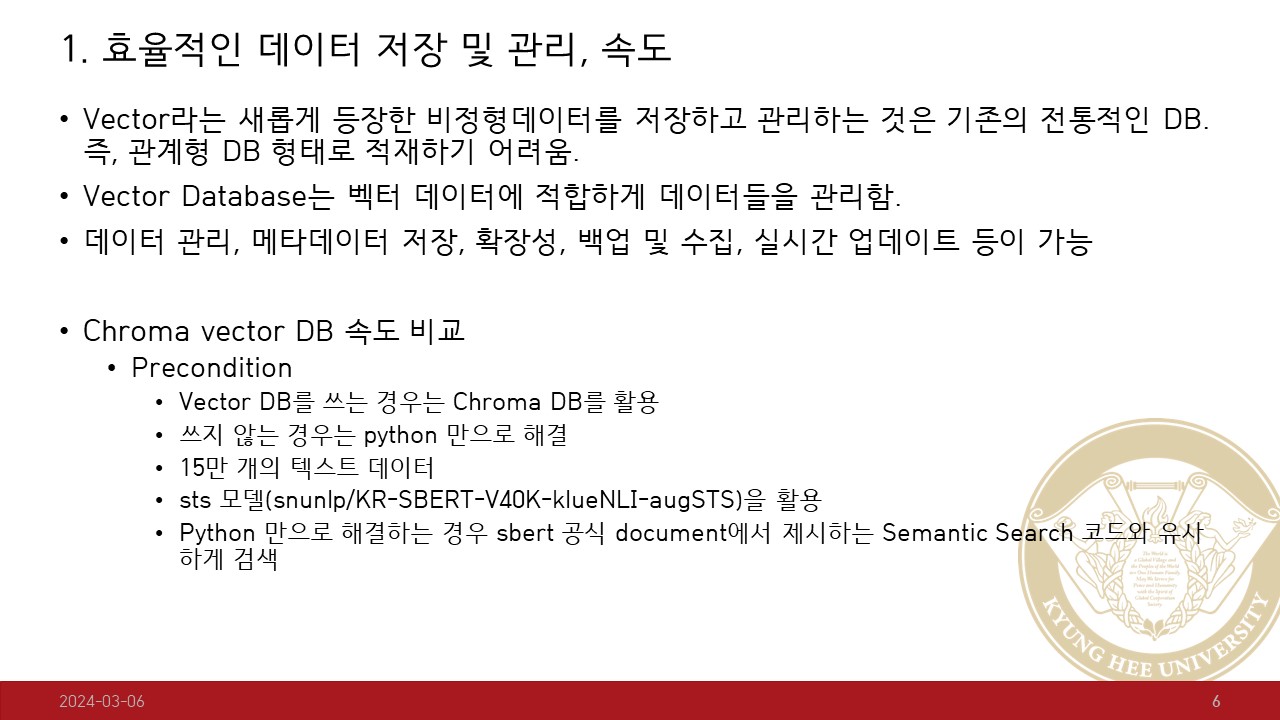 1. 효율적인 데이터 저장 및 관리, 속도
• Vector라는 새롭게 등장한 비정형데이터를 저장하고 관리하는 것은 기존의 전통적인 DB.
즉, 관계형 DB 형태로 적재하기 어려움.
• Vector Database는 벡터 데이터에 적합하게 데이터들을 관리함.
• 데이터 관리, 메타데이터 저장, 확장성, 백업 및 수집, 실시간 업데이트 등이 가능
• Chroma vector DB 속도 비교
• Precondition
• Vector DB를 쓰는 경우는 Chroma DB를 활용
• 쓰지 않는 경우는 python 만으로 해결
• 15만 개의 텍스트 데이터
• sts 모델(snunlp/KR-SBERT-V40K-klueNLI-augSTS)을 활용
• Python 만으로 해결하는 경우 sbert 공식 document에서 제시하는 Semantic Search 코드와 유사
하게 검색
KYUNG HEE UNIVERSITY
2024-03-06
6